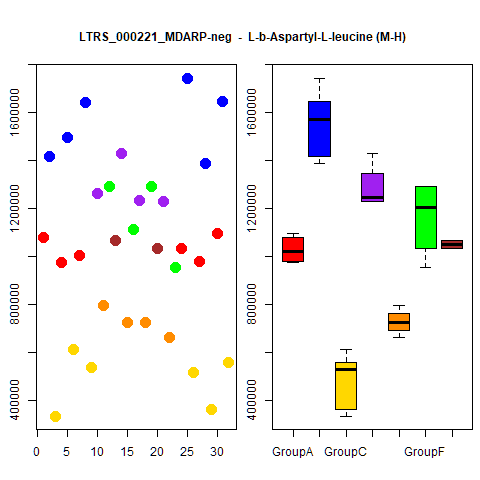 LTRS_000221_MDARP-neg - L-b-Aspartyl-L-leucine (M-H)
1600000 1600000
1200000 1200000
800000 800000
400000 400000
0 5 10 15 20 25 30 GroupA GroupC GroupF